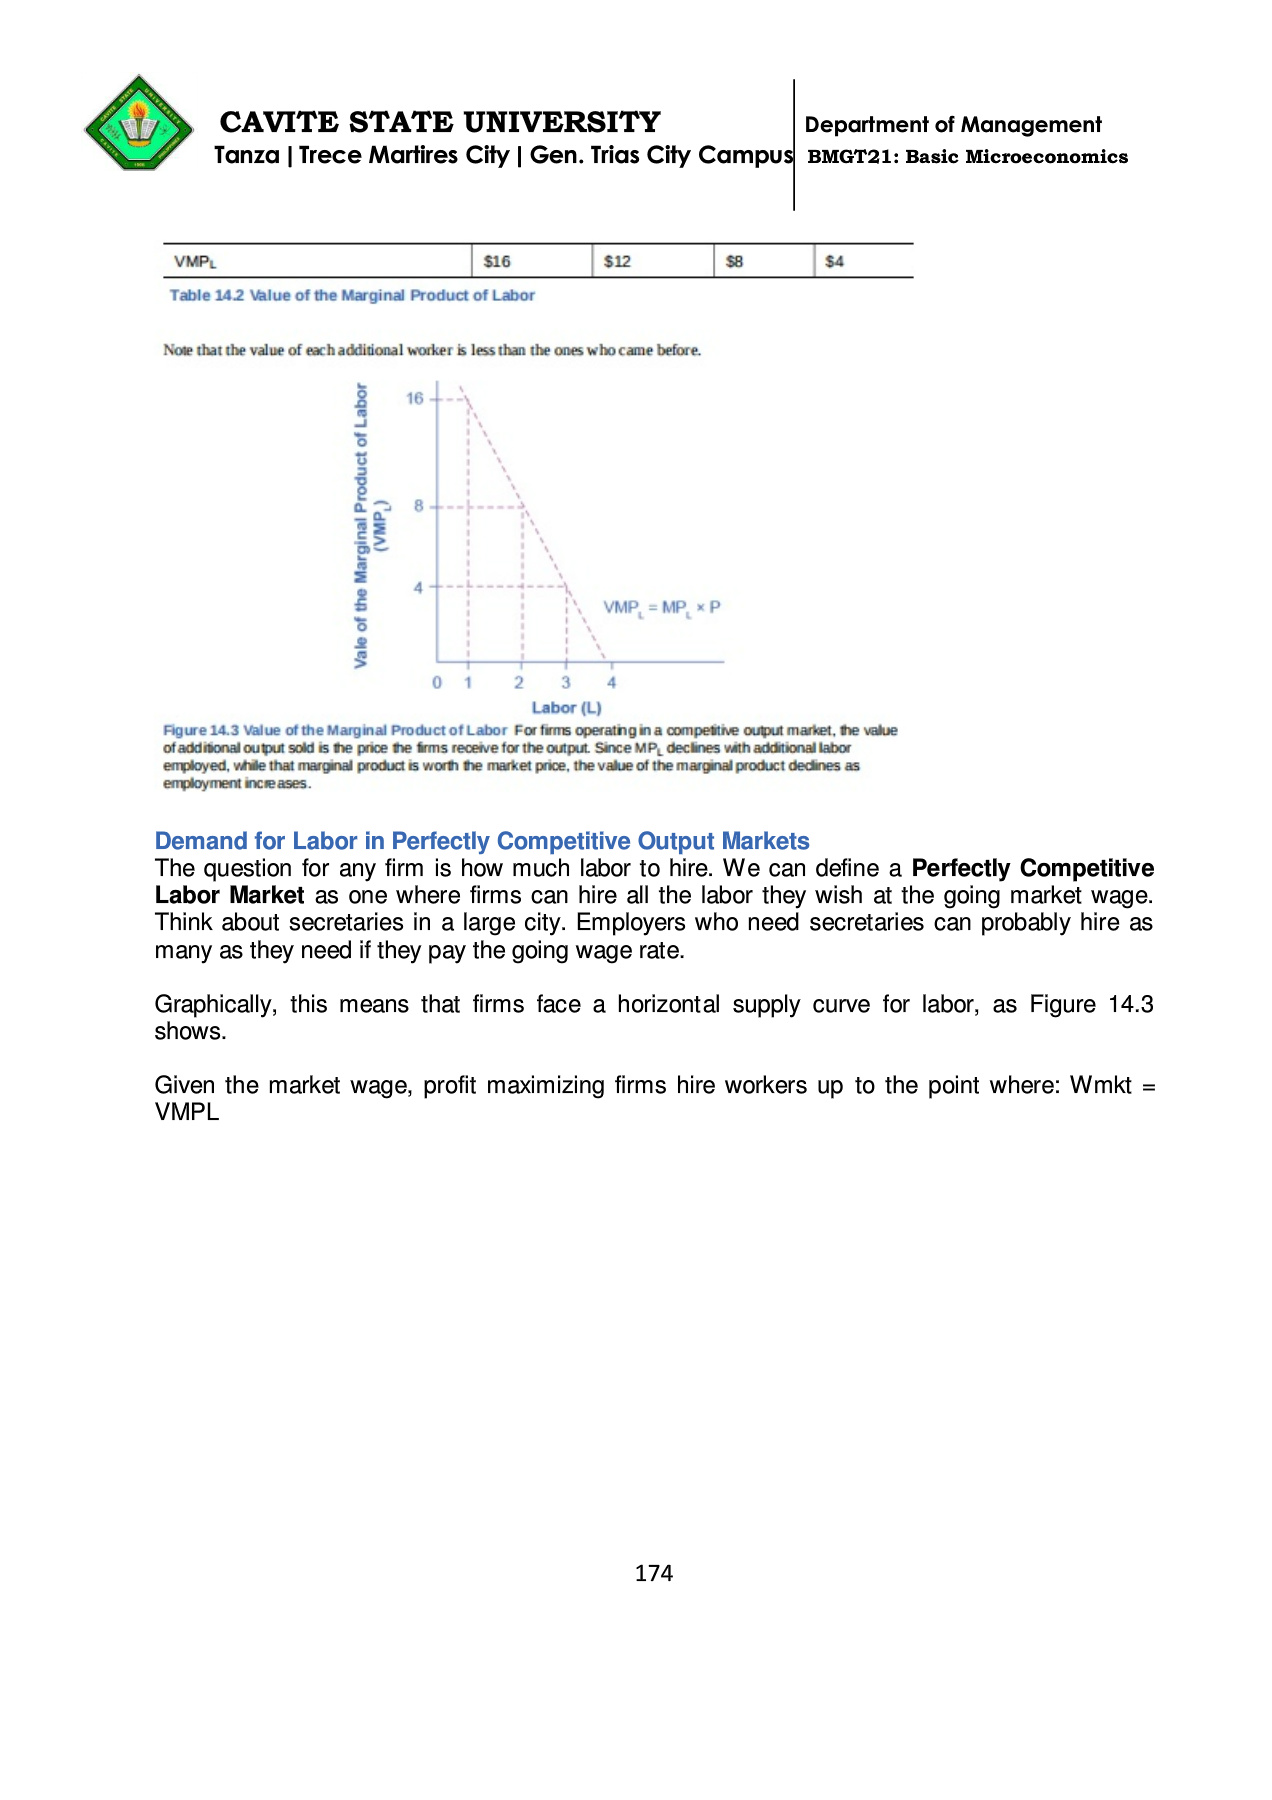 CAVITE STATE UNIVERSITY
Department of Management
Tanza | Trece Martires City | Gen. Trias City Campus
BMGT21: Basic Microeconomics
CAVITE STATE UNIVERSITY
VMPL $16 $12 $8 $4
Table 14.2 Value of the Marginal Product of Labor
Note that the value of each additional worker is less than the ones who came before.
Vale of the Marginal Product of Labor
(VMPL)
16
8
4
VMPL = MPL × P
0 1 2 3 4
Labor (L)
Figure 14.3 Value of the Marginal Product of Labor For firms operating in a competitive output market, the value
of additional output sold is the price the firms receive for the output. Since MPL declines with additional labor
employed, while that marginal product is worth the market price, the value of the marginal product declines as
employment increases.
Demand for Labor in Perfectly Competitive Output Markets
The question for any firm is how much labor to hire. We can define a Perfectly Competitive
Labor Market as one where firms can hire all the labor they wish at the going market wage.
Think about secretaries in a large city. Employers who need secretaries can probably hire as
many as they need if they pay the going wage rate.
Graphically, this means that firms face a horizontal supply curve for labor, as Figure 14.3
shows.
Given the market wage, profit maximizing firms hire workers up to the point where: Wmkt =
VMPL
174